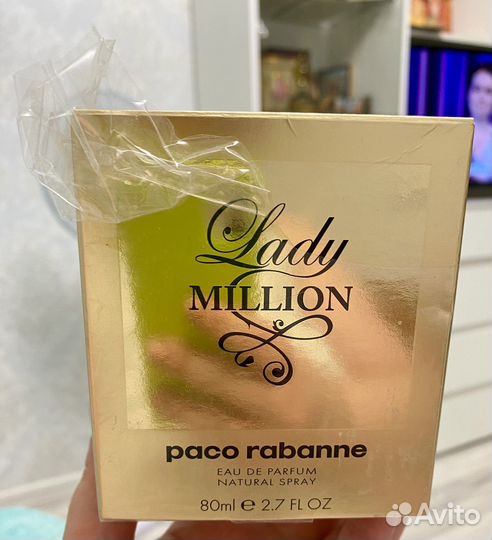 Lady
MILLION
paco rabanne
EAU DE PARFUM
NATURAL SPRAY
80ml e 2.7 FL OZ
Avito